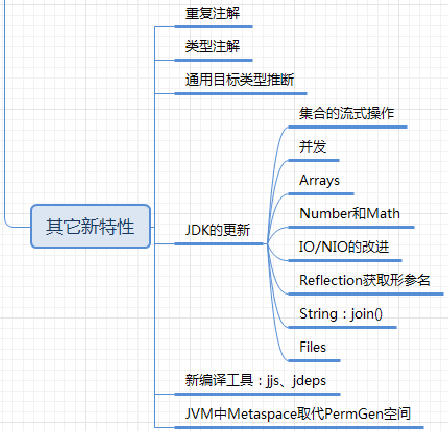 重复注解
类型注解
通用目标类型推断
集合的流式操作
并发
Arrays
Number和Math
其它新特性
JDK的更新
IO/NIO的改进
Reflection获取形参名
String：join()
Files
新编译工具：jjs、jdeps
JVM中Metaspace取代PermGen空间